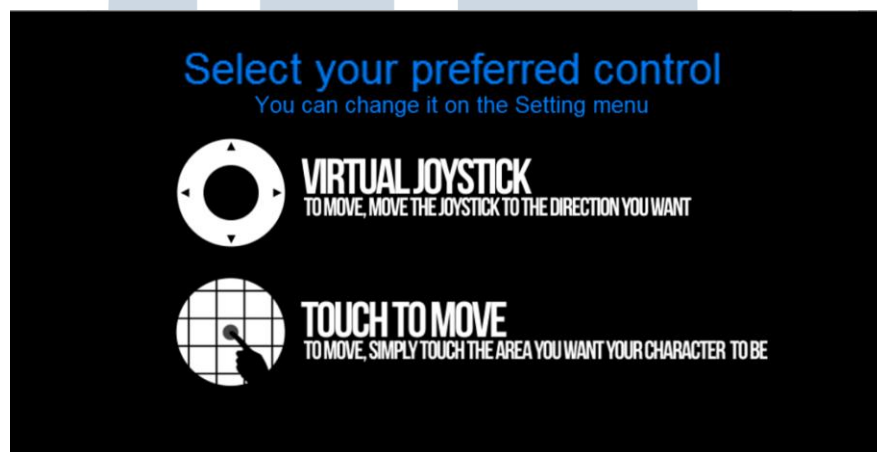 Select your preferred control
You can change it on the Setting menu
VIRTUAL JOYSTICK
TO MOVE, MOVE THE JOYSTICK TO THE DIRECTION YOU WANT
TOUCH TO MOVE
TO MOVE, SIMPLY TOUCH THE AREA YOU WANT YOUR CHARACTER TO BE